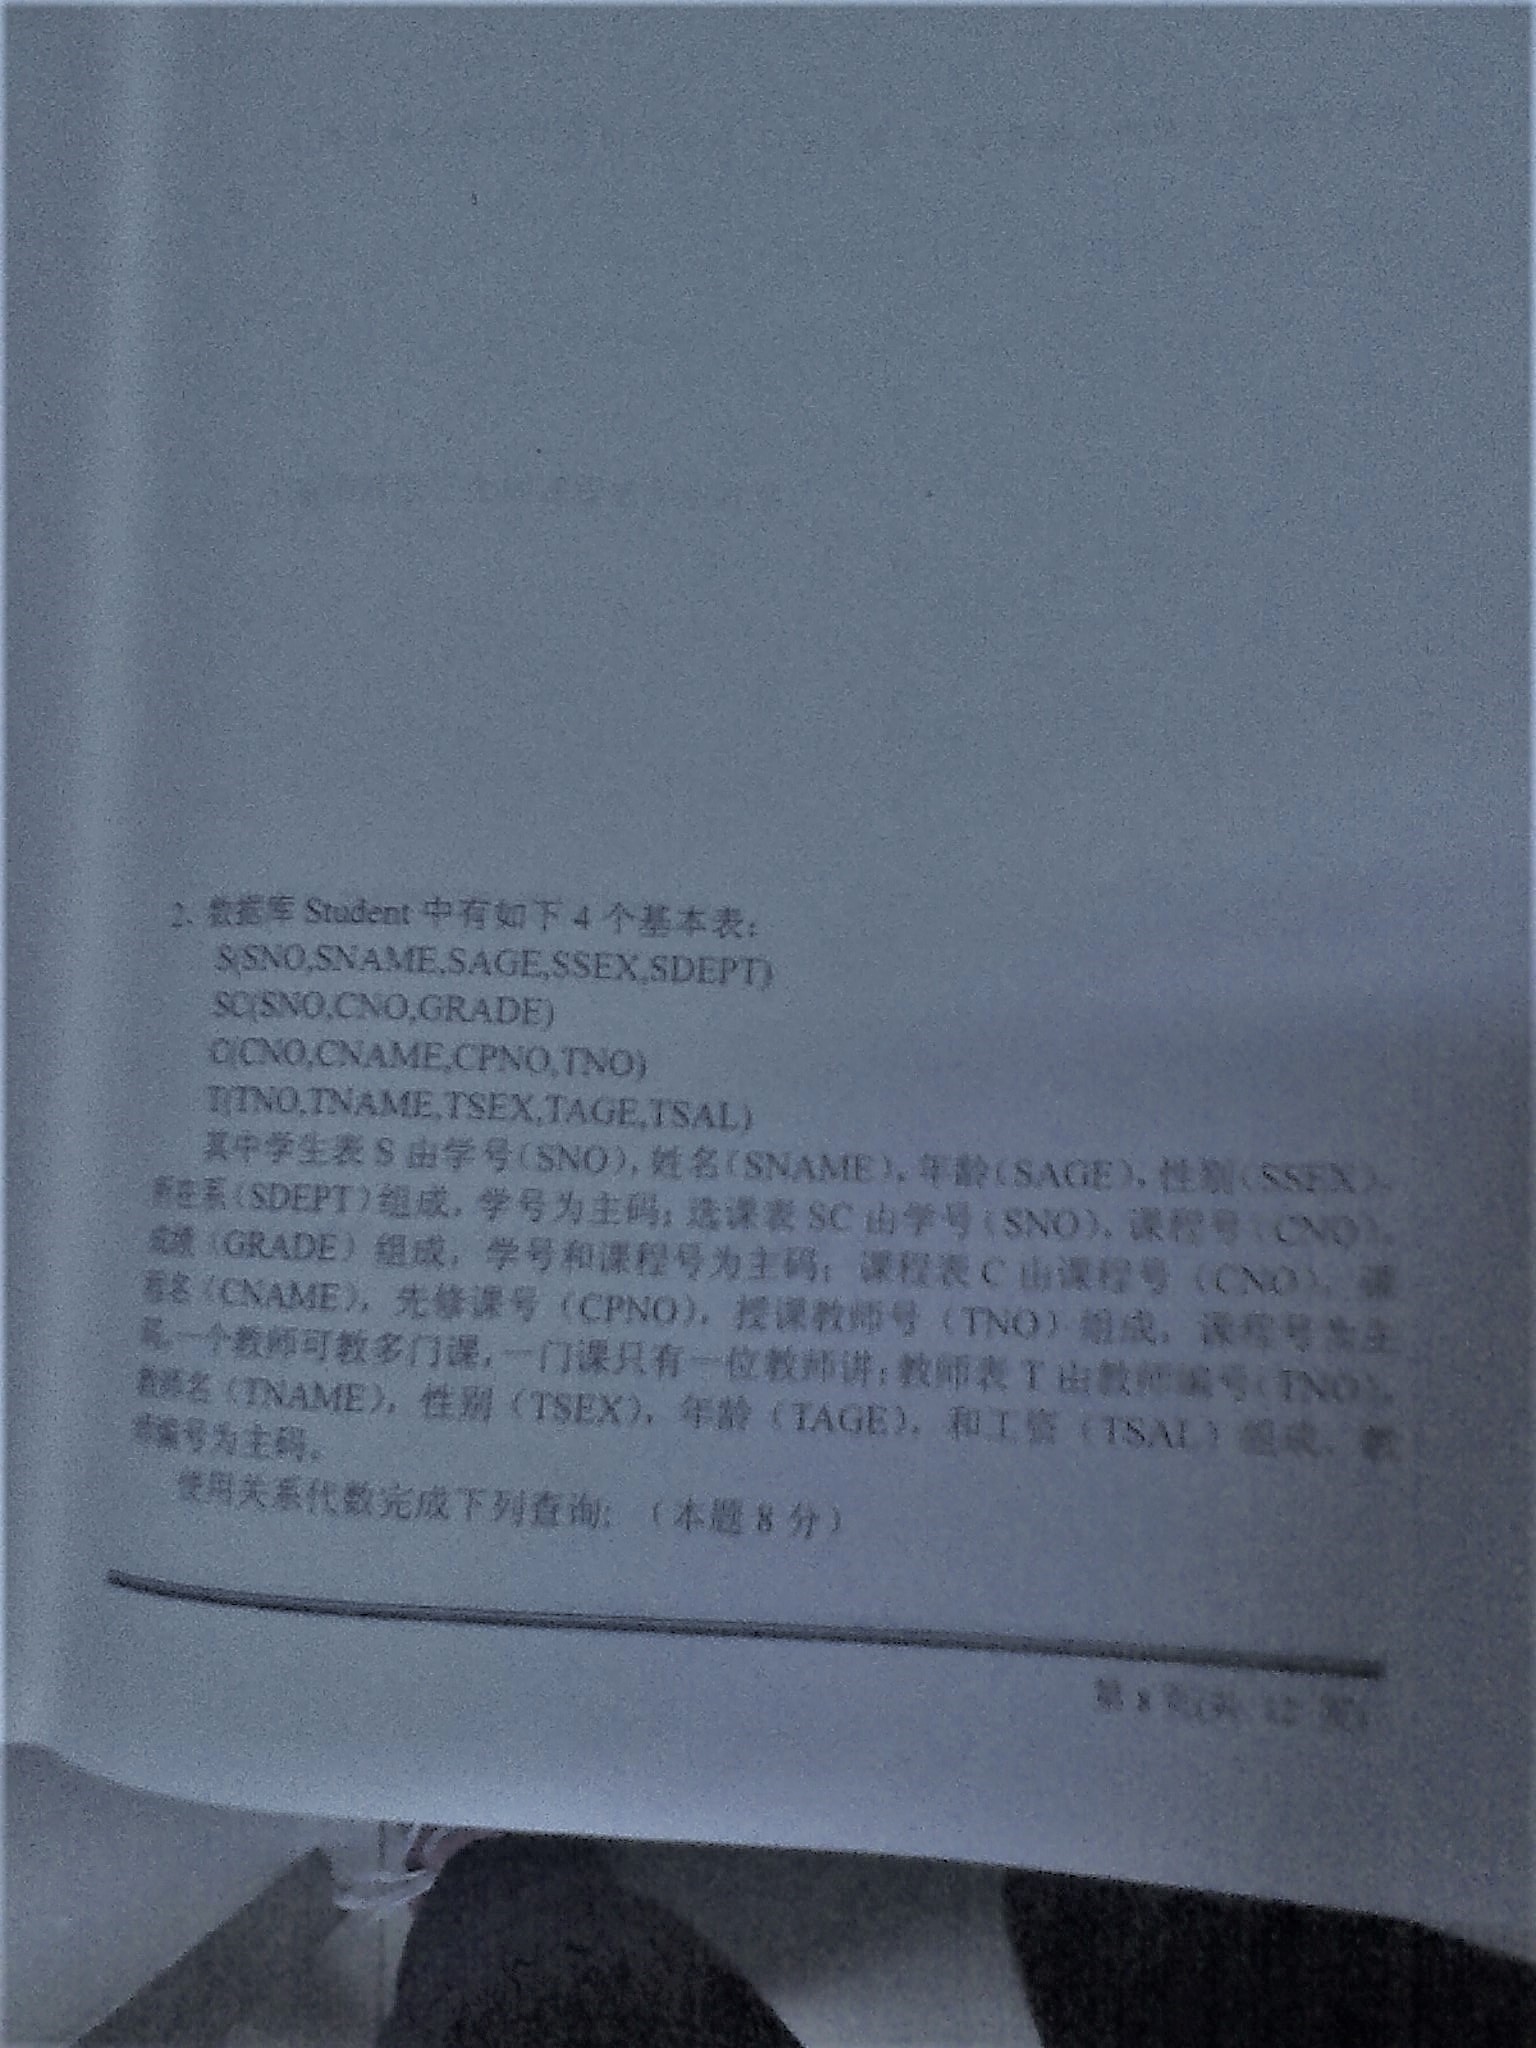 2. 数据库 Student 中有如下 4 个基本表：
S(SNO,SNAME,SAGE,SSEX,SDEPT)
SC(SNO,CNO,GRADE)
C(CNO,CNAME,CPNO,TNO)
T(TNO,TNAME,TSEX,TAGE,TSAL)
其中学生表 S 由学号（SNO），姓名（SNAME），年龄（SAGE），性别（SSEX），
所在系（SDEPT）组成，学号为主码；选课表 SC 由学号（SNO），课程号（CNO），
成绩（GRADE）组成，学号和课程号为主码；课程表 C 由课程号（CNO），课
程名（CNAME），先修课号（CPNO），授课教师号（TNO）组成，课程号为主
码，一个教师可教多门课，一门课只有一位教师讲；教师表 T 由教师编号（TNO），
教师名（TNAME），性别（TSEX），年龄（TAGE），和工资（TSAL）组成，教
师编号为主码。
使用关系代数完成下列查询：（本题 8 分）
第 8 页(共 12 页)